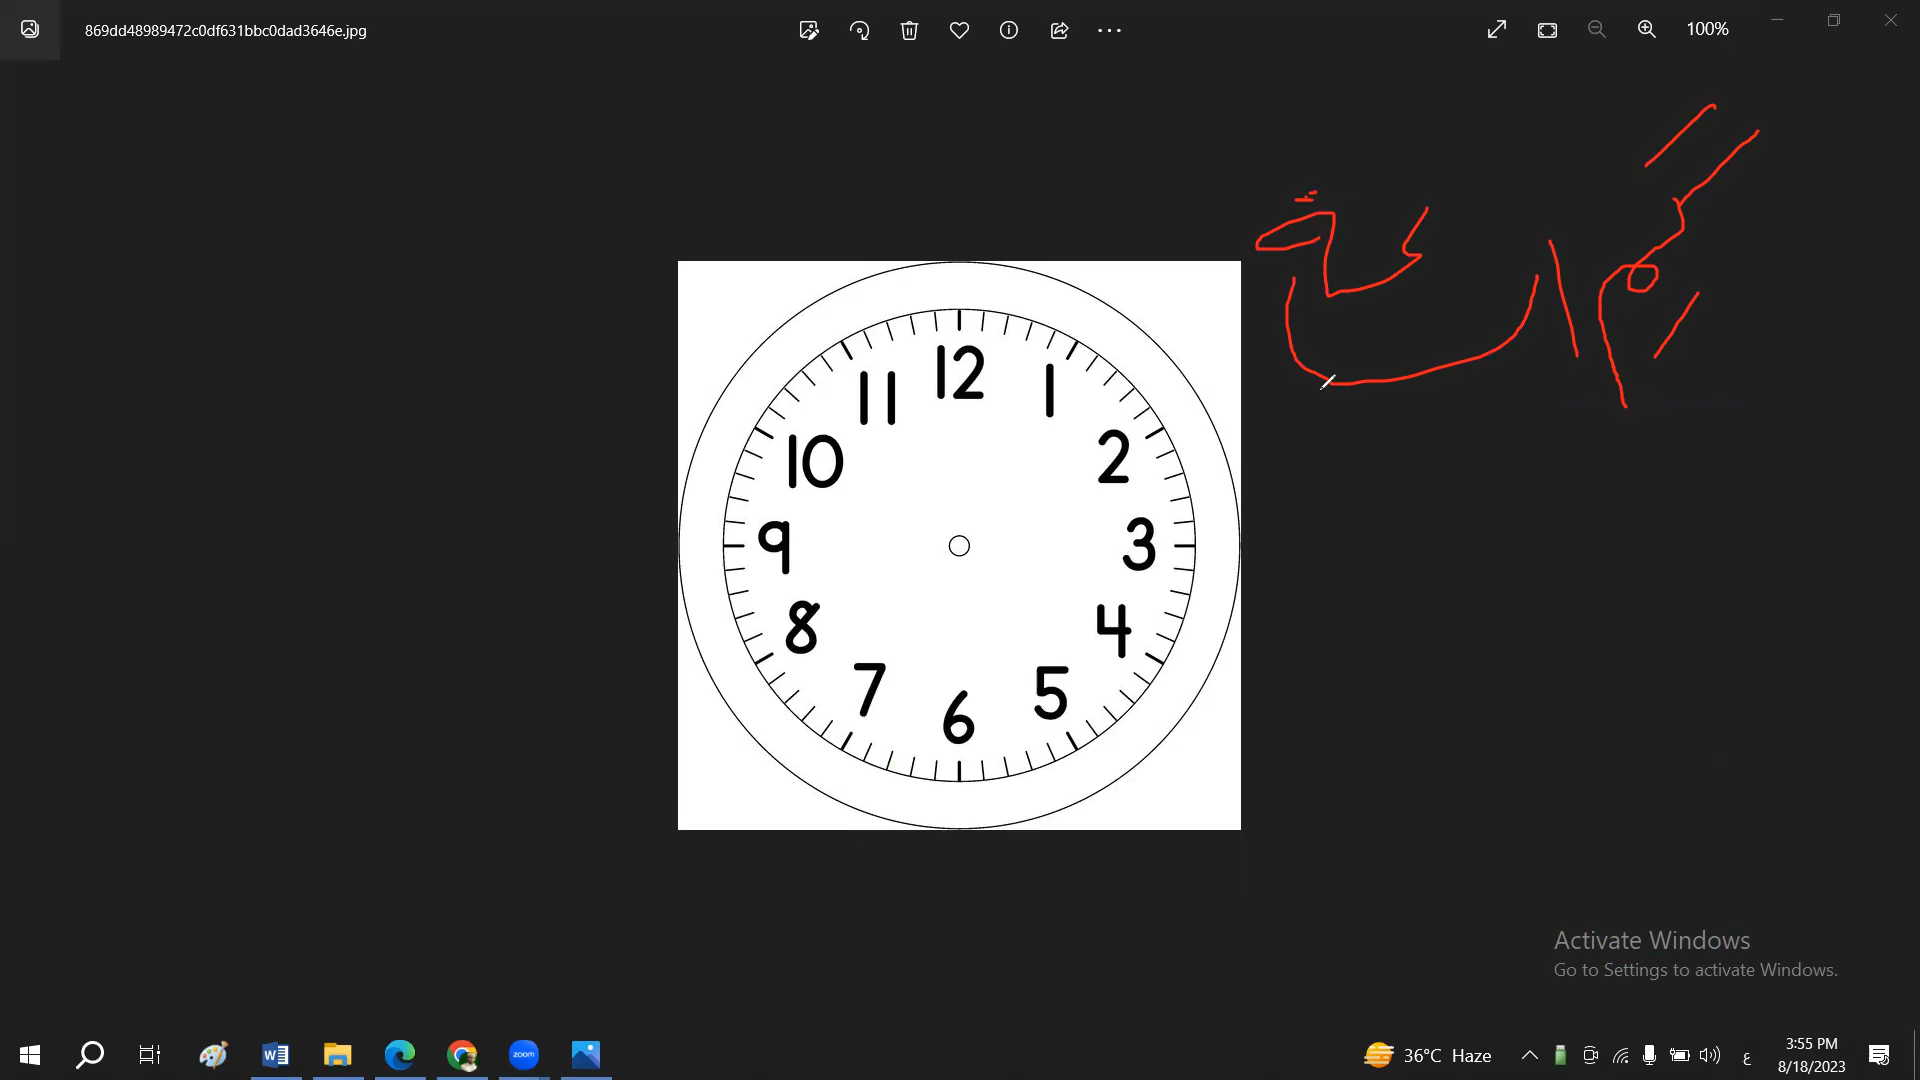 869dd48989472c0df631bbc0dad3646e.jpg
100%
12
11
1
10
2
9
3
8
4
7
5
6
Activate Windows
Go to Settings to activate Windows.
W
zoom
36°C Haze
ع
3:55 PM
8/18/2023